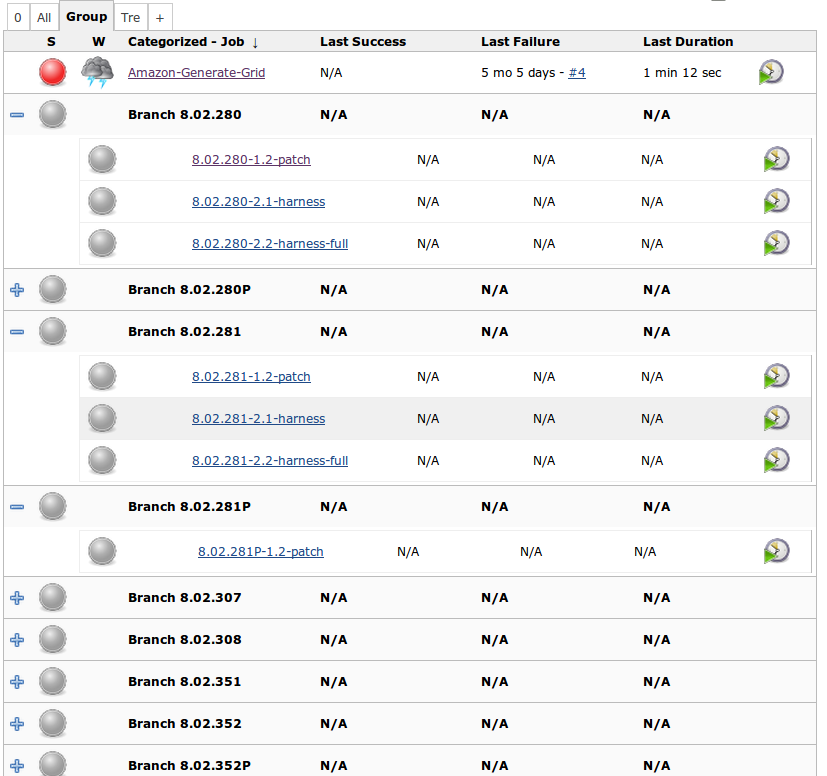 0 All Group Tre +
S W Categorized - Job ↓ Last Success Last Failure Last Duration
Amazon-Generate-Grid N/A 5 mo 5 days - #4 1 min 12 sec
Branch 8.02.280 N/A N/A N/A
8.02.280-1.2-patch N/A N/A N/A
8.02.280-2.1-harness N/A N/A N/A
8.02.280-2.2-harness-full N/A N/A N/A
Branch 8.02.280P N/A N/A N/A
Branch 8.02.281 N/A N/A N/A
8.02.281-1.2-patch N/A N/A N/A
8.02.281-2.1-harness N/A N/A N/A
8.02.281-2.2-harness-full N/A N/A N/A
Branch 8.02.281P N/A N/A N/A
8.02.281P-1.2-patch N/A N/A N/A
Branch 8.02.307 N/A N/A N/A
Branch 8.02.308 N/A N/A N/A
Branch 8.02.351 N/A N/A N/A
Branch 8.02.352 N/A N/A N/A
Branch 8.02.352P N/A N/A N/A